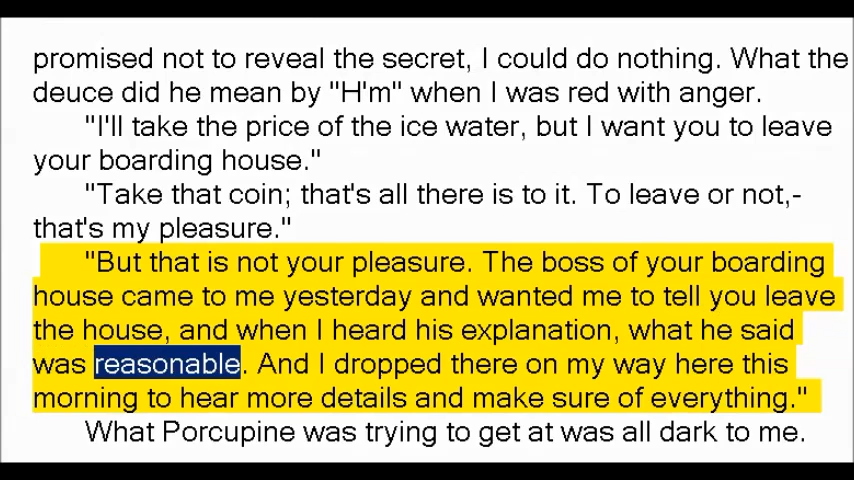 promised not to reveal the secret, I could do nothing. What the
deuce did he mean by "H'm" when I was red with anger.
"I'll take the price of the ice water, but I want you to leave
your boarding house."
"Take that coin; that's all there is to it. To leave or not,-
that's my pleasure."
"But that is not your pleasure. The boss of your boarding
house came to me yesterday and wanted me to tell you leave
the house, and when I heard his explanation, what he said
was reasonable. And I dropped there on my way here this
morning to hear more details and make sure of everything."
What Porcupine was trying to get at was all dark to me.